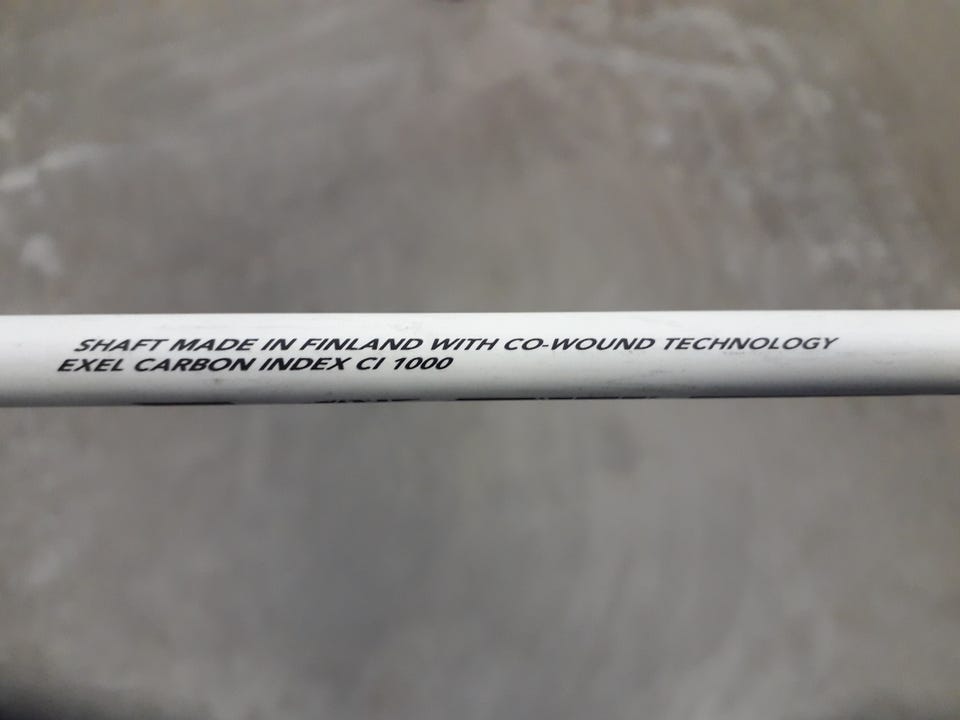 SHAFT MADE IN FINLAND WITH CO-WOUND TECHNOLOGY
EXEL CARBON INDEX CI 1000